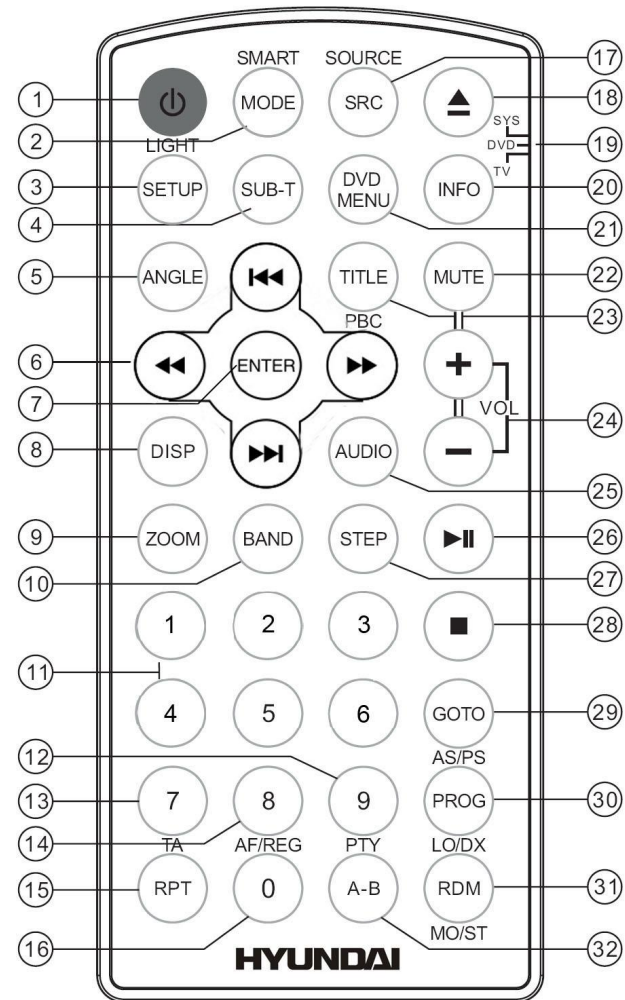 SMART SOURCE
1 MODE SRC 17
2 18
LIGHT SYS
DVD 19
TV
3 SETUP SUB-T DVD MENU INFO 20
4 21
5 ANGLE TITLE MUTE 22
PBC 23
6
7 ENTER +
VOL 24
8 DISP AUDIO −
25
9 ZOOM BAND STEP 26
10 27
1 2 3 28
11
4 5 6 GOTO 29
12 AS/PS
13 7 8 9 PROG 30
14 TA AF/REG PTY LO/DX
15 RPT 0 A-B RDM 31
16 MO/ST 32
HYUNDAI